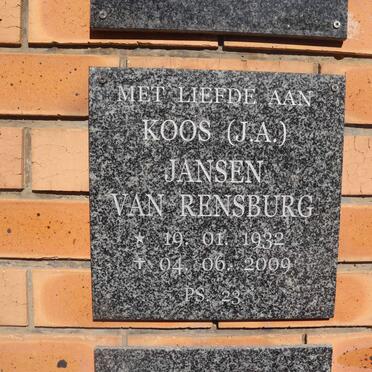 MET LIEFDE AAN
KOOS (J.A.)
JANSEN
VAN RENSBURG
★ 19. 01. 1932
✝ 04. 06. 2009
PS. 23